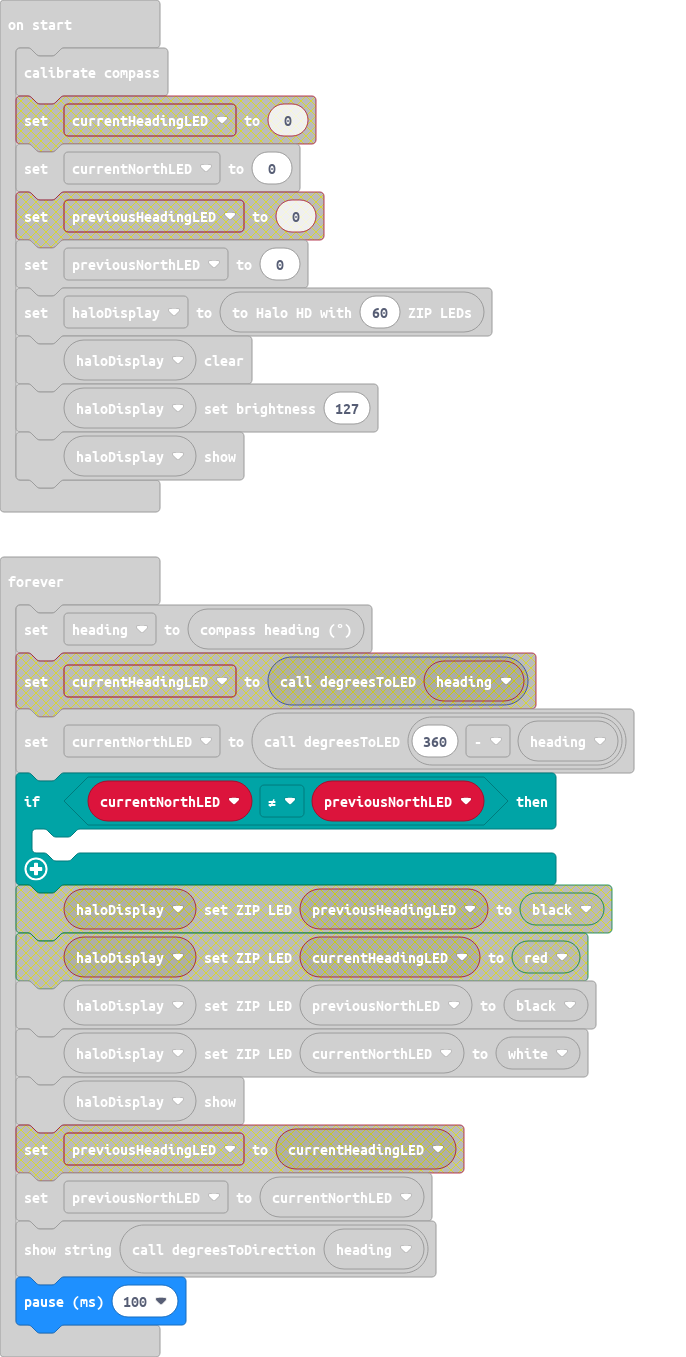 on start
calibrate compass
set currentHeadingLED to 0
set currentNorthLED to 0
set previousHeadingLED to 0
set previousNorthLED to 0
set haloDisplay to to Halo HD with 60 ZIP LEDs
haloDisplay clear
haloDisplay set brightness 127
haloDisplay show
forever
set heading to compass heading (°)
set currentHeadingLED to call degreesToLED heading
set currentNorthLED to call degreesToLED 360 - heading
if currentNorthLED ≠ previousNorthLED then
haloDisplay set ZIP LED previousHeadingLED to black
haloDisplay set ZIP LED currentHeadingLED to red
haloDisplay set ZIP LED previousNorthLED to black
haloDisplay set ZIP LED currentNorthLED to white
haloDisplay show
set previousHeadingLED to currentHeadingLED
set previousNorthLED to currentNorthLED
show string call degreesToDirection heading
pause (ms) 100